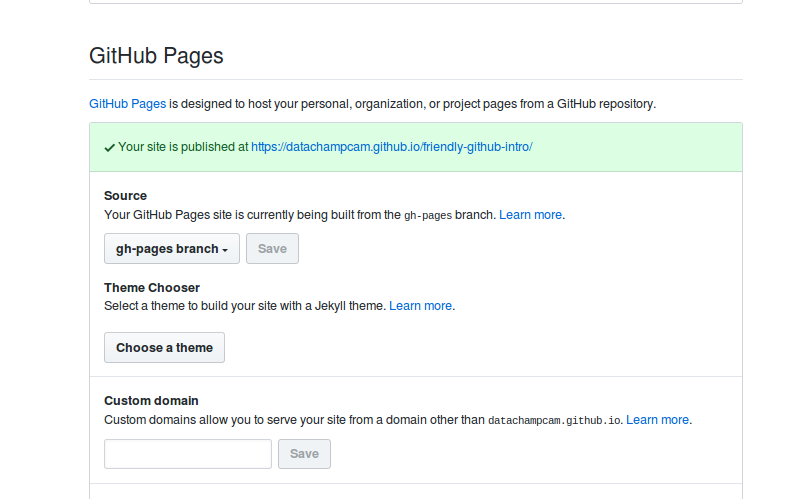 GitHub Pages
GitHub Pages is designed to host your personal, organization, or project pages from a GitHub repository.
Your site is published at https://datachampcam.github.io/friendly-github-intro/
Source
Your GitHub Pages site is currently being built from the gh-pages branch. Learn more.
gh-pages branch Save
Theme Chooser
Select a theme to build your site with a Jekyll theme. Learn more.
Choose a theme
Custom domain
Custom domains allow you to serve your site from a domain other than datachampcam.github.io. Learn more.
Save